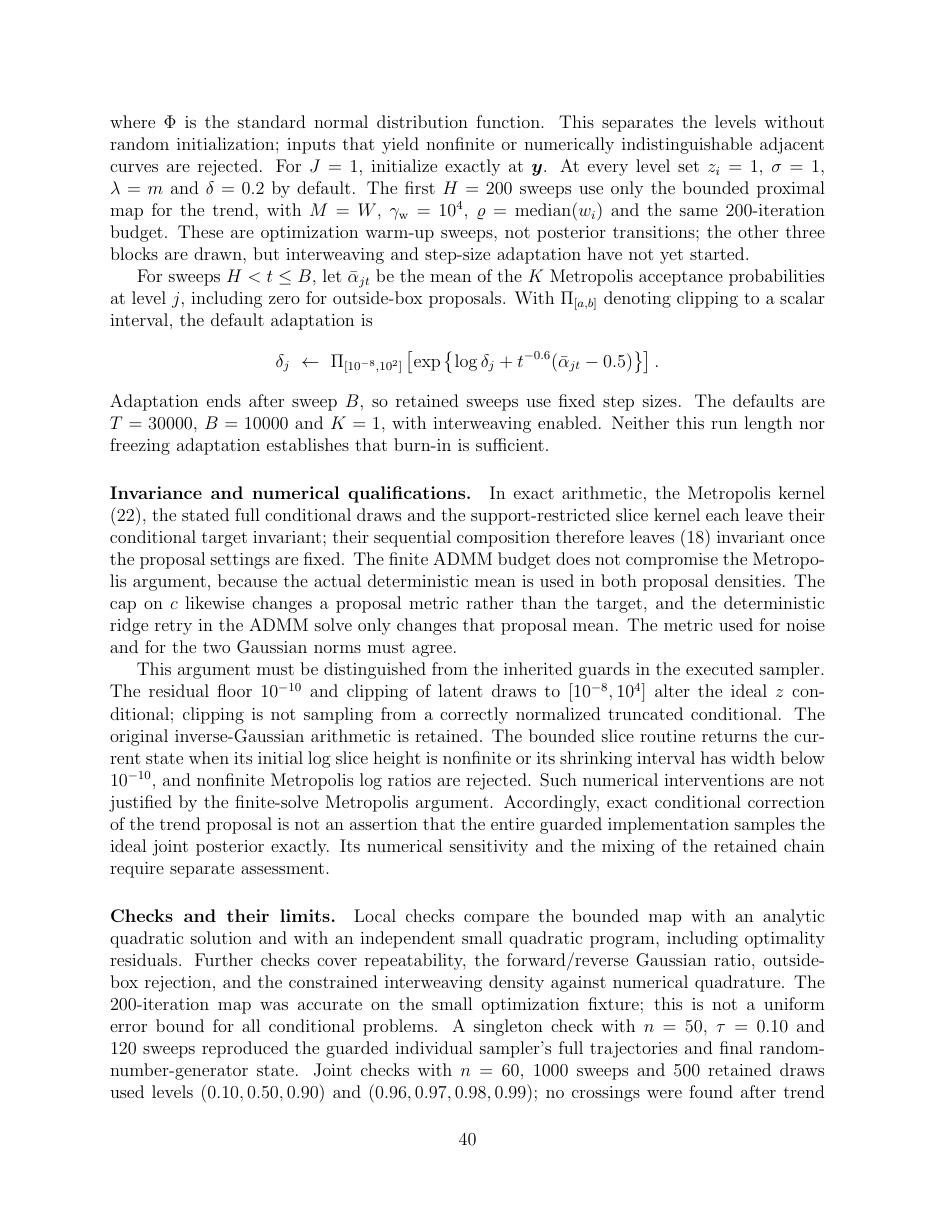 where Φ is the standard normal distribution function. This separates the levels without
random initialization; inputs that yield nonfinite or numerically indistinguishable adjacent
curves are rejected. For J = 1, initialize exactly at y. At every level set zᵢ = 1, σ = 1,
λ = m and δ = 0.2 by default. The first H = 200 sweeps use only the bounded proximal
map for the trend, with M = W, γ_w = 10⁴, ϱ = median(wᵢ) and the same 200-iteration
budget. These are optimization warm-up sweeps, not posterior transitions; the other three
blocks are drawn, but interweaving and step-size adaptation have not yet started.
For sweeps H < t ≤ B, let ᾱ_{jt} be the mean of the K Metropolis acceptance probabilities
at level j, including zero for outside-box proposals. With Π_{[a,b]} denoting clipping to a scalar
interval, the default adaptation is
δ_j ← Π_{[10⁻⁸,10²]} [exp {log δ_j + t^{−0.6}(ᾱ_{jt} − 0.5)}] .
Adaptation ends after sweep B, so retained sweeps use fixed step sizes. The defaults are
T = 30000, B = 10000 and K = 1, with interweaving enabled. Neither this run length nor
freezing adaptation establishes that burn-in is sufficient.
Invariance and numerical qualifications. In exact arithmetic, the Metropolis kernel
(22), the stated full conditional draws and the support-restricted slice kernel each leave their
conditional target invariant; their sequential composition therefore leaves (18) invariant once
the proposal settings are fixed. The finite ADMM budget does not compromise the Metropo-
lis argument, because the actual deterministic mean is used in both proposal densities. The
cap on c likewise changes a proposal metric rather than the target, and the deterministic
ridge retry in the ADMM solve only changes that proposal mean. The metric used for noise
and for the two Gaussian norms must agree.
This argument must be distinguished from the inherited guards in the executed sampler.
The residual floor 10⁻¹⁰ and clipping of latent draws to [10⁻⁸, 10⁴] alter the ideal z con-
ditional; clipping is not sampling from a correctly normalized truncated conditional. The
original inverse-Gaussian arithmetic is retained. The bounded slice routine returns the cur-
rent state when its initial log slice height is nonfinite or its shrinking interval has width below
10⁻¹⁰, and nonfinite Metropolis log ratios are rejected. Such numerical interventions are not
justified by the finite-solve Metropolis argument. Accordingly, exact conditional correction
of the trend proposal is not an assertion that the entire guarded implementation samples the
ideal joint posterior exactly. Its numerical sensitivity and the mixing of the retained chain
require separate assessment.
Checks and their limits. Local checks compare the bounded map with an analytic
quadratic solution and with an independent small quadratic program, including optimality
residuals. Further checks cover repeatability, the forward/reverse Gaussian ratio, outside-
box rejection, and the constrained interweaving density against numerical quadrature. The
200-iteration map was accurate on the small optimization fixture; this is not a uniform
error bound for all conditional problems. A singleton check with n = 50, τ = 0.10 and
120 sweeps reproduced the guarded individual sampler's full trajectories and final random-
number-generator state. Joint checks with n = 60, 1000 sweeps and 500 retained draws
used levels (0.10, 0.50, 0.90) and (0.96, 0.97, 0.98, 0.99); no crossings were found after trend
40